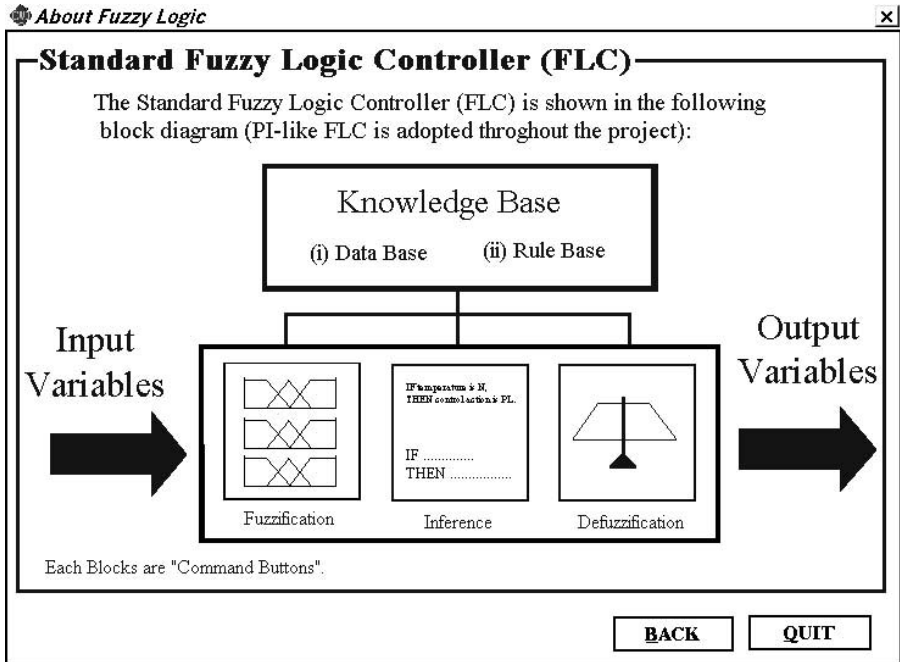 About Fuzzy Logic
Standard Fuzzy Logic Controller (FLC)
The Standard Fuzzy Logic Controller (FLC) is shown in the following
block diagram (PI-like FLC is adopted throghout the project):
Knowledge Base
(i) Data Base (ii) Rule Base
Input
Variables
Output
Variables
IF temperature is N,
THEN control action is PL.
IF ..............
THEN .................
Fuzzification
Inference
Defuzzification
Each Blocks are "Command Buttons".
BACK
QUIT